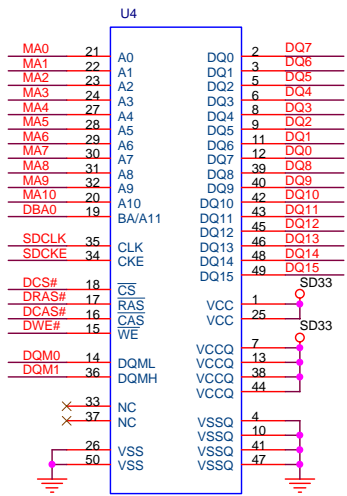 U4
MA0 21 A0 DQ0 2 DQ7
MA1 22 A1 DQ1 3 DQ6
MA2 23 A2 DQ2 5 DQ5
MA3 24 A3 DQ3 6 DQ4
MA4 27 A4 DQ4 8 DQ3
MA5 28 A5 DQ5 9 DQ2
MA6 29 A6 DQ6 11 DQ1
MA7 30 A7 DQ7 12 DQ0
MA8 31 A8 DQ8 39 DQ8
MA9 32 A9 DQ9 40 DQ9
MA10 20 A10 DQ10 42 DQ10
DBA0 19 BA/A11 DQ11 43 DQ11
DQ12 45 DQ12
SDCLK 35 CLK DQ13 46 DQ13
SDCKE 34 CKE DQ14 48 DQ14
DQ15 49 DQ15
DCS# 18 CS SD33
DRAS# 17 RAS VCC 1
DCAS# 16 CAS VCC 25
DWE# 15 WE SD33
VCCQ 7
DQM0 14 DQML VCCQ 13
DQM1 36 DQMH VCCQ 38
VCCQ 44
33 NC
37 NC VSSQ 4
VSSQ 10
26 VSS VSSQ 41
50 VSS VSSQ 47